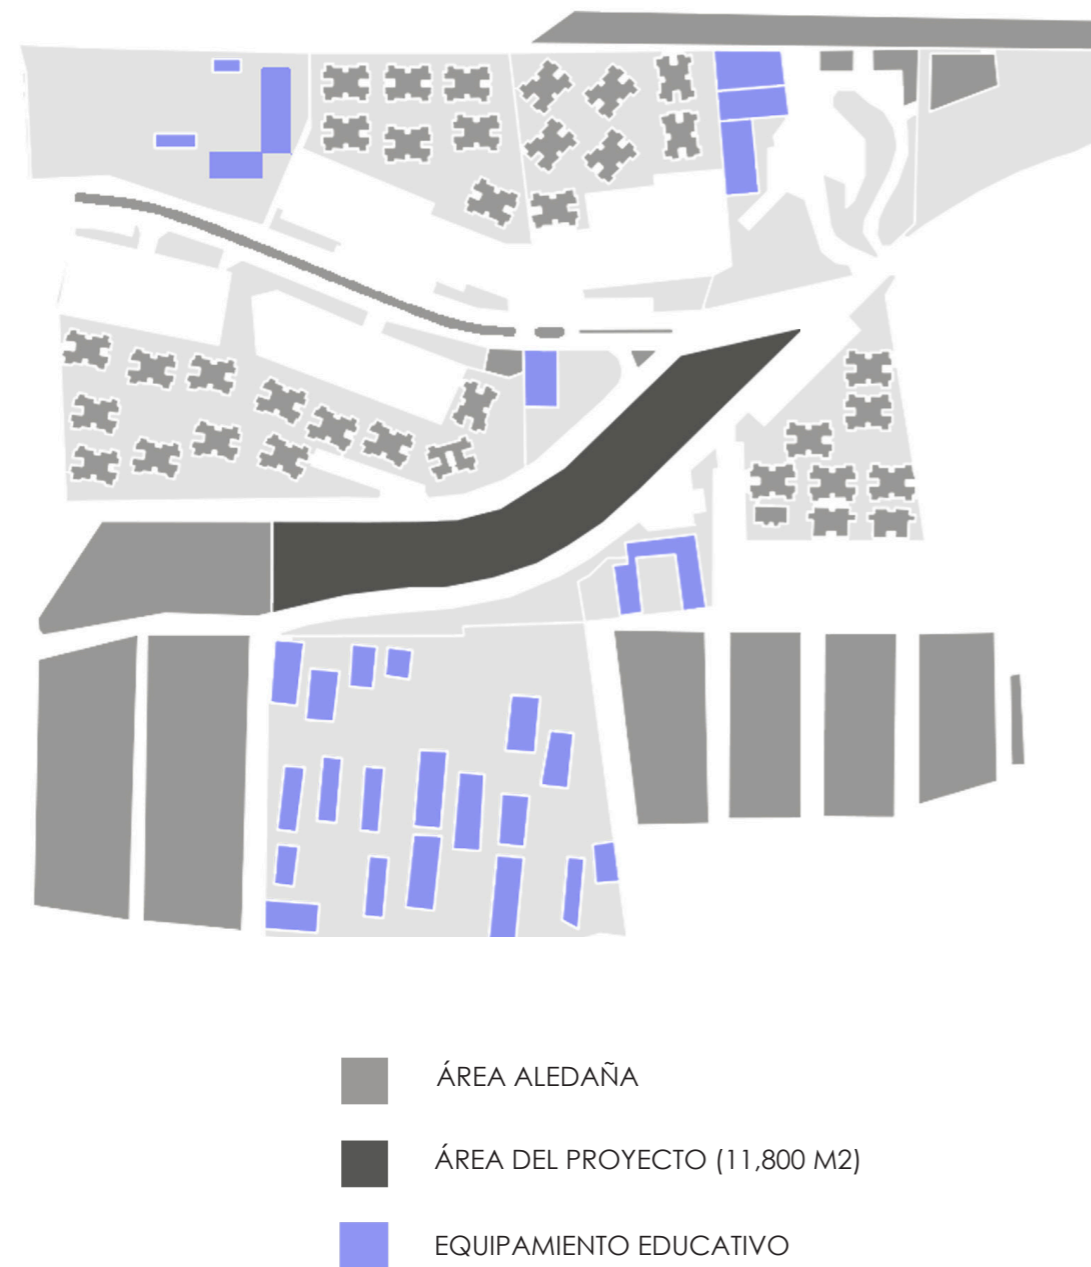 ÁREA ALEDAÑA
ÁREA DEL PROYECTO (11,800 M2)
EQUIPAMIENTO EDUCATIVO